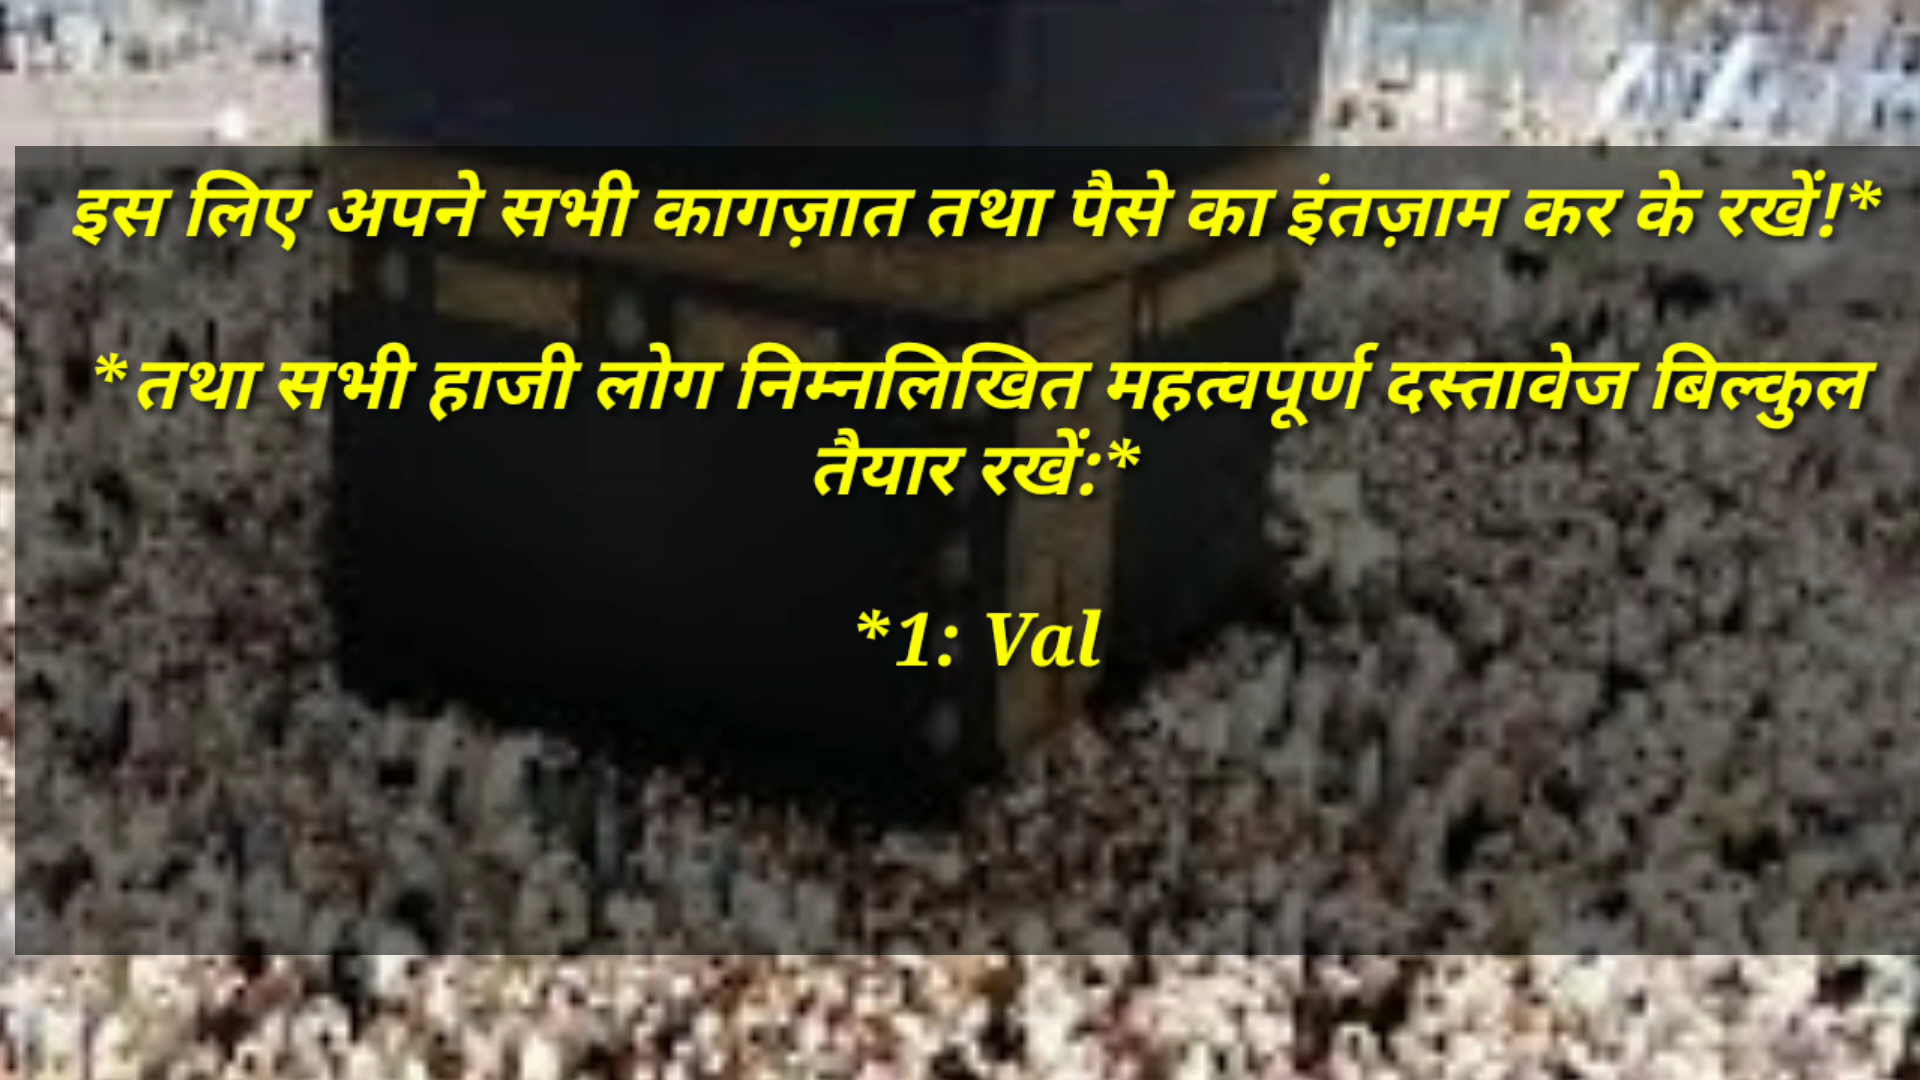 इस लिए अपने सभी कागज़ात तथा पैसे का इंतज़ाम कर के रखें!*
*तथा सभी हाजी लोग निम्नलिखित महत्वपूर्ण दस्तावेज बिल्कुल
तैयार रखें:*
*1: Val